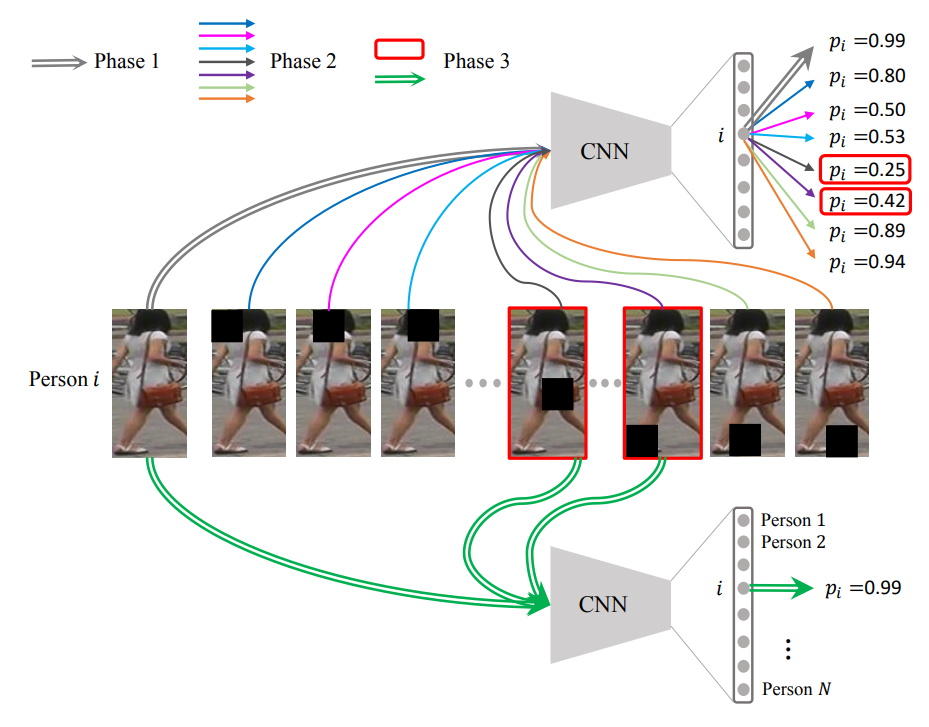 Phase 1
Phase 2
Phase 3
CNN
i
p_i =0.99
p_i =0.80
p_i =0.50
p_i =0.53
p_i =0.25
p_i =0.42
p_i =0.89
p_i =0.94
Person i
CNN
i
Person 1
Person 2
p_i =0.99
Person N